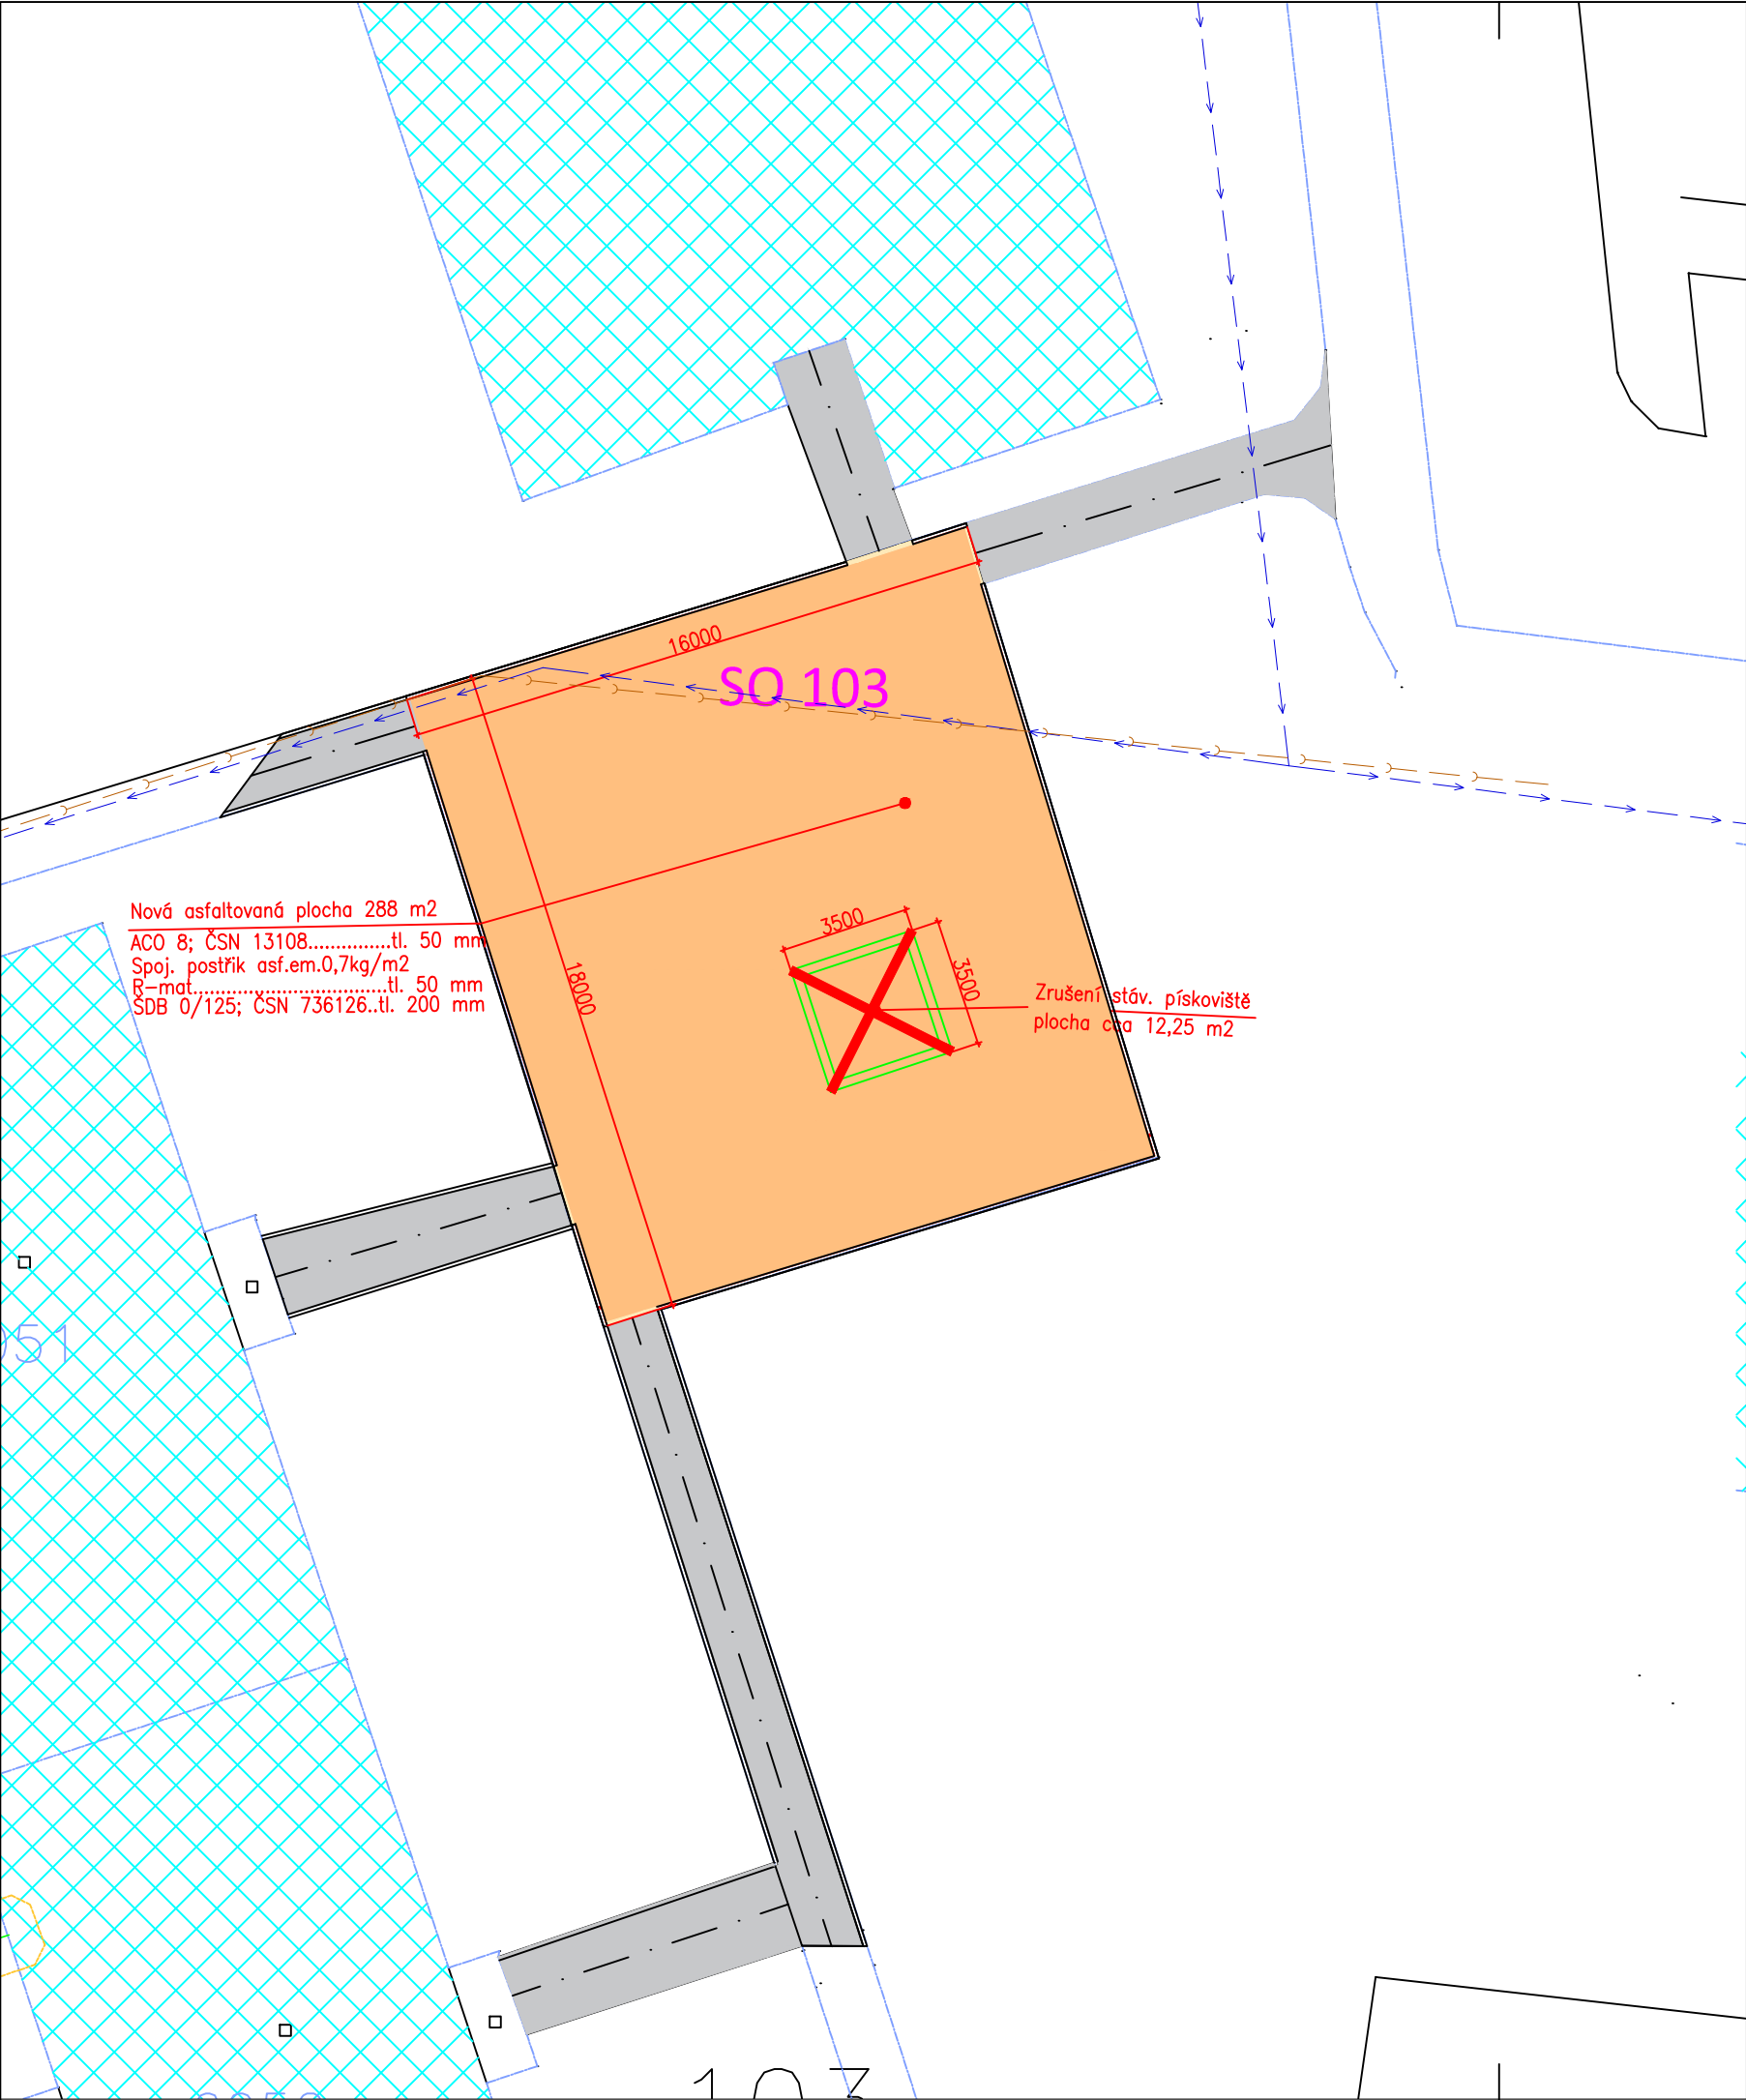 16000
SO 103
Nová asfaltovaná plocha 288 m2
ACO 8; ČSN 13108...............tl. 50 mm
Spoj. postřik asf.em.0,7kg/m2
R-mat...................................tl. 50 mm
ŠDB 0/125; ČSN 736126..tl. 200 mm
18000
3500
3500
Zrušení stáv. pískoviště
plocha cca 12,25 m2
051
103